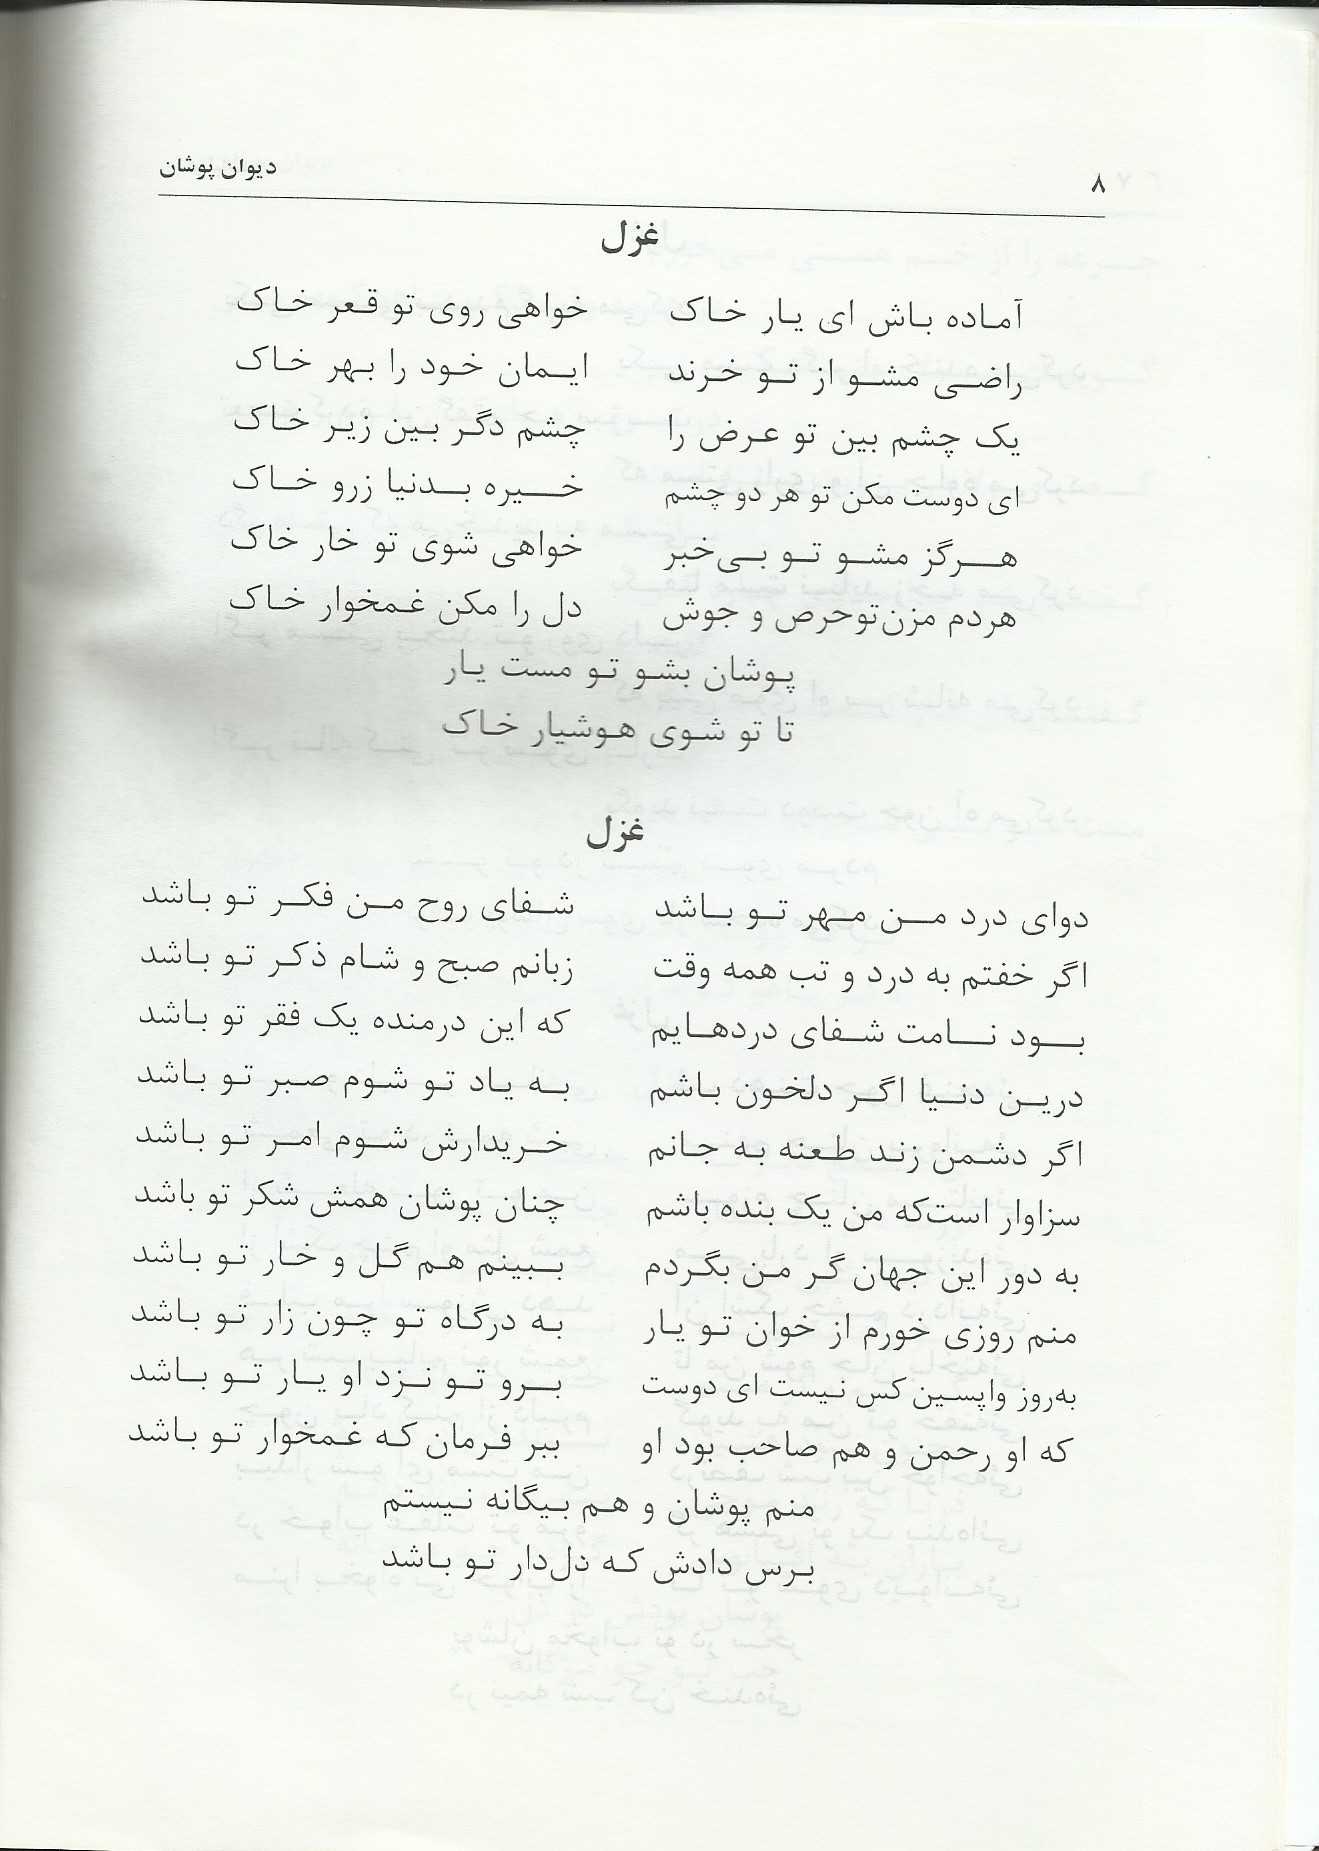 ۸ دیوان پوشان
غزل
آماده باش ای یار خاک خواهی روی تو قعر خاک
راضی مشو از تو خرند ایمان خود را بهر خاک
یک چشم بین تو عرض را چشم دگر بین زیر خاک
ای دوست مکن تو هر دو چشم خیره بدنیا زرو خاک
هرگز مشو تو بی‌خبر خواهی شوی تو خار خاک
هردم مزن‌توحرص و جوش دل را مکن غمخوار خاک
پوشان بشو تو مست یار
تا تو شوی هوشیار خاک
غزل
دوای درد من مهر تو باشد شفای روح من فکر تو باشد
اگر خفتم به درد و تب همه وقت زبانم صبح و شام ذکر تو باشد
بود نامت شفای دردهایم که این درمنده یک فقر تو باشد
درین دنیا اگر دلخون باشم به یاد تو شوم صبر تو باشد
اگر دشمن زند طعنه به جانم خریدارش شوم امر تو باشد
سزاوار است‌که من یک بنده باشم چنان پوشان همش شکر تو باشد
به دور این جهان گر من بگردم ببینم هم گل و خار تو باشد
منم روزی خورم از خوان تو یار به درگاه تو چون زار تو باشد
به‌روز واپسین کس نیست ای دوست برو تو نزد او یار تو باشد
که او رحمن و هم صاحب بود او ببر فرمان که غمخوار تو باشد
منم پوشان و هم بیگانه نیستم
برس دادش که دل‌دار تو باشد